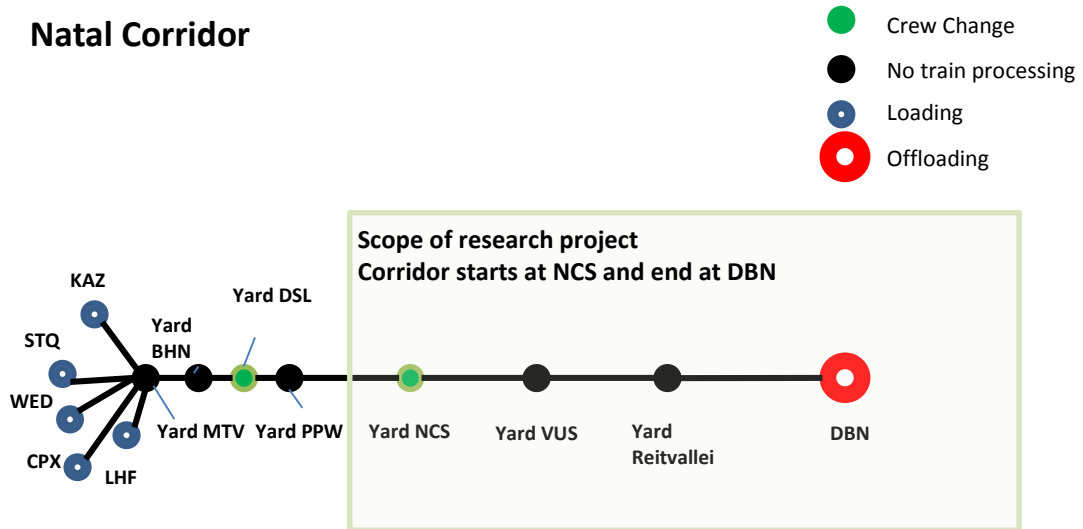 Natal Corridor
Crew Change
No train processing
Loading
Offloading
Scope of research project
Corridor starts at NCS and end at DBN
KAZ
Yard DSL
Yard
BHN
STQ
WED
CPX
LHF
Yard MTV
Yard PPW
Yard NCS
Yard VUS
Yard
Reitvallei
DBN